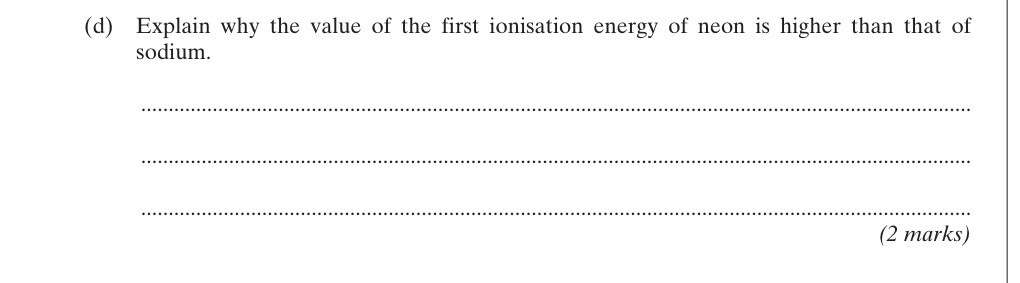 (d) Explain why the value of the first ionisation energy of neon is higher than that of
sodium.
(2 marks)